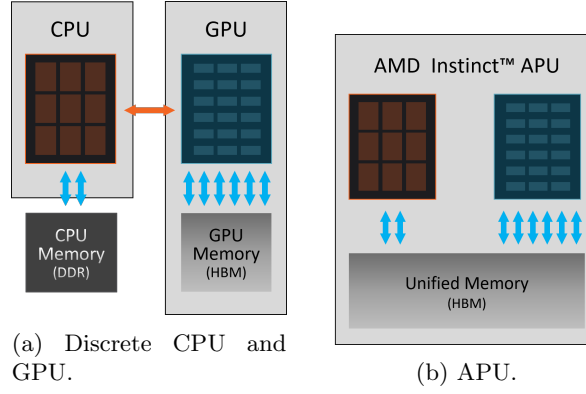 CPU
GPU
CPU
Memory
(DDR)
GPU
Memory
(HBM)
(a) Discrete CPU and
GPU.
AMD Instinct™ APU
Unified Memory
(HBM)
(b) APU.